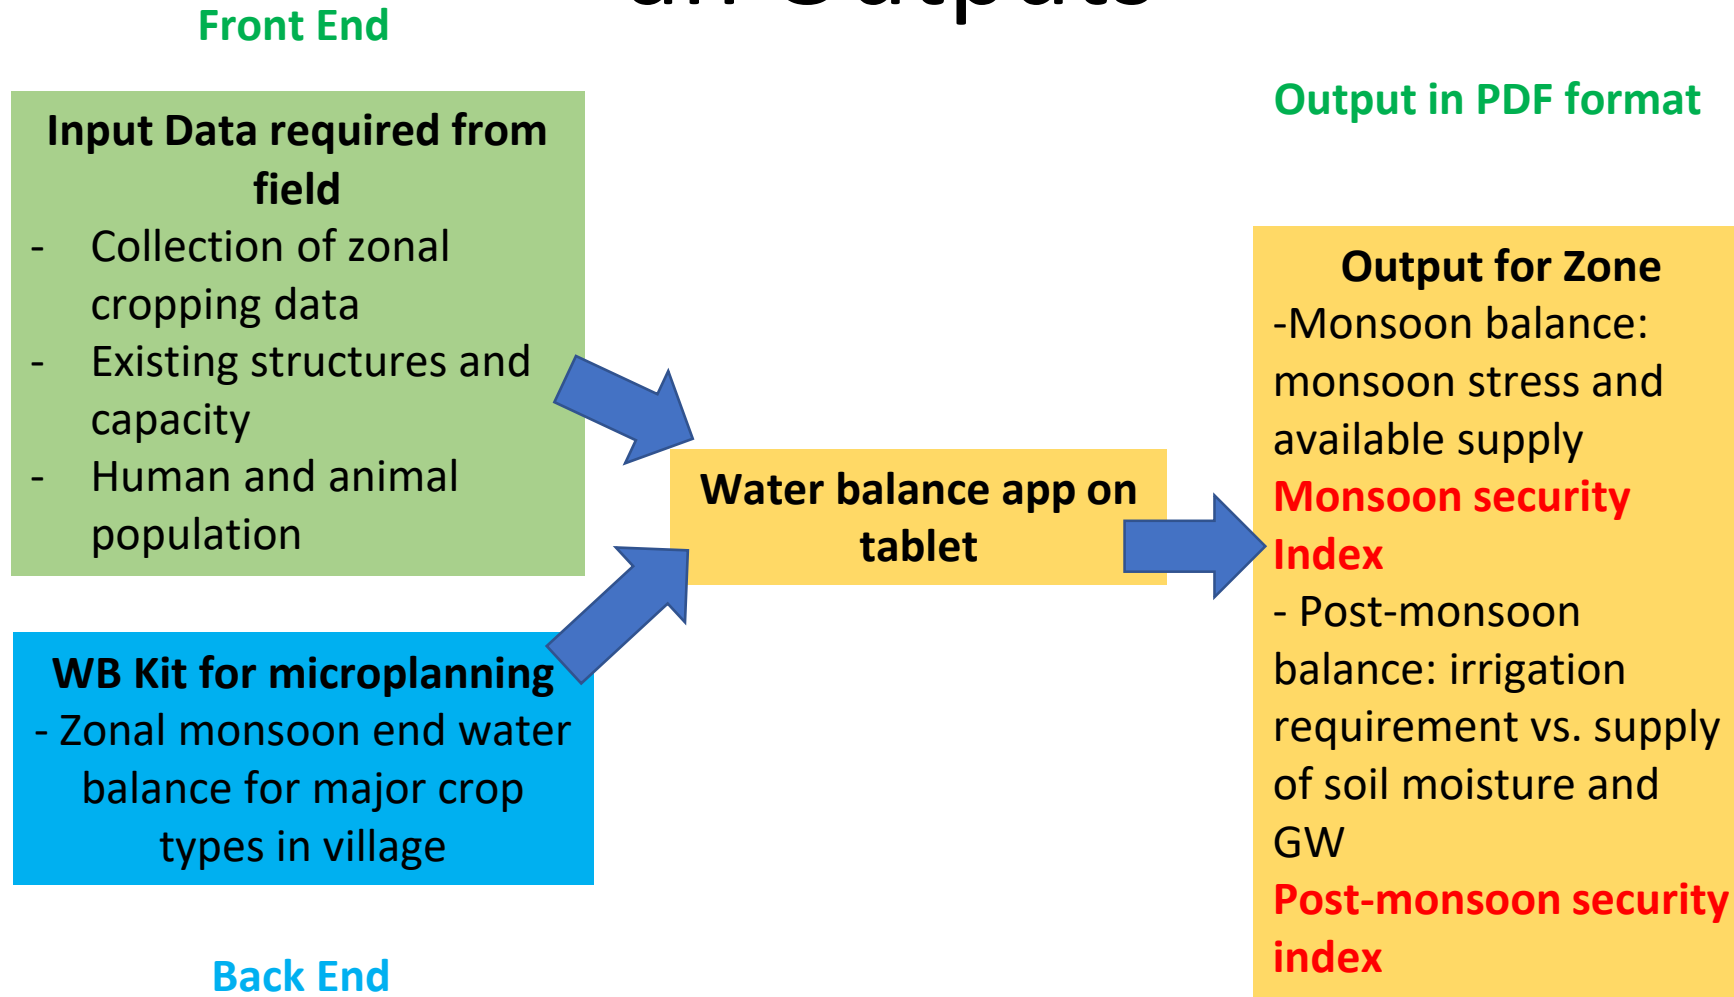 an Outputs
Front End
Input Data required from
field
- Collection of zonal
cropping data
- Existing structures and
capacity
- Human and animal
population
WB Kit for microplanning
- Zonal monsoon end water
balance for major crop
types in village
Back End
Water balance app on
tablet
Output in PDF format
Output for Zone
-Monsoon balance:
monsoon stress and
available supply
Monsoon security
Index
- Post-monsoon
balance: irrigation
requirement vs. supply
of soil moisture and
GW
Post-monsoon security
index